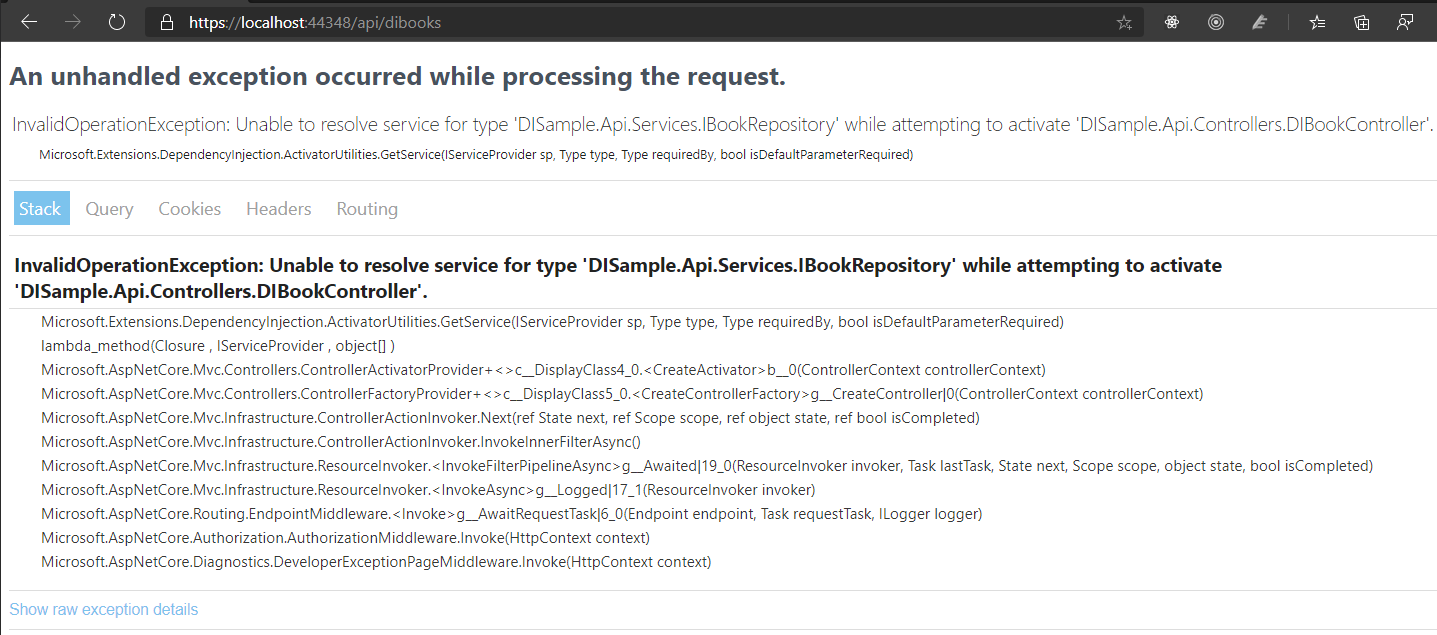 https://localhost:44348/api/dibooks
An unhandled exception occurred while processing the request.
InvalidOperationException: Unable to resolve service for type 'DISample.Api.Services.IBookRepository' while attempting to activate 'DISample.Api.Controllers.DIBookController'.
Microsoft.Extensions.DependencyInjection.ActivatorUtilities.GetService(IServiceProvider sp, Type type, Type requiredBy, bool isDefaultParameterRequired)
Stack Query Cookies Headers Routing
InvalidOperationException: Unable to resolve service for type 'DISample.Api.Services.IBookRepository' while attempting to activate
'DISample.Api.Controllers.DIBookController'.
Microsoft.Extensions.DependencyInjection.ActivatorUtilities.GetService(IServiceProvider sp, Type type, Type requiredBy, bool isDefaultParameterRequired)
lambda_method(Closure , IServiceProvider , object[] )
Microsoft.AspNetCore.Mvc.Controllers.ControllerActivatorProvider+<>c__DisplayClass4_0.<CreateActivator>b__0(ControllerContext controllerContext)
Microsoft.AspNetCore.Mvc.Controllers.ControllerFactoryProvider+<>c__DisplayClass5_0.<CreateControllerFactory>g__CreateController|0(ControllerContext controllerContext)
Microsoft.AspNetCore.Mvc.Infrastructure.ControllerActionInvoker.Next(ref State next, ref Scope scope, ref object state, ref bool isCompleted)
Microsoft.AspNetCore.Mvc.Infrastructure.ControllerActionInvoker.InvokeInnerFilterAsync()
Microsoft.AspNetCore.Mvc.Infrastructure.ResourceInvoker.<InvokeFilterPipelineAsync>g__Awaited|19_0(ResourceInvoker invoker, Task lastTask, State next, Scope scope, object state, bool isCompleted)
Microsoft.AspNetCore.Mvc.Infrastructure.ResourceInvoker.<InvokeAsync>g__Logged|17_1(ResourceInvoker invoker)
Microsoft.AspNetCore.Routing.EndpointMiddleware.<Invoke>g__AwaitRequestTask|6_0(Endpoint endpoint, Task requestTask, ILogger logger)
Microsoft.AspNetCore.Authorization.AuthorizationMiddleware.Invoke(HttpContext context)
Microsoft.AspNetCore.Diagnostics.DeveloperExceptionPageMiddleware.Invoke(HttpContext context)
Show raw exception details